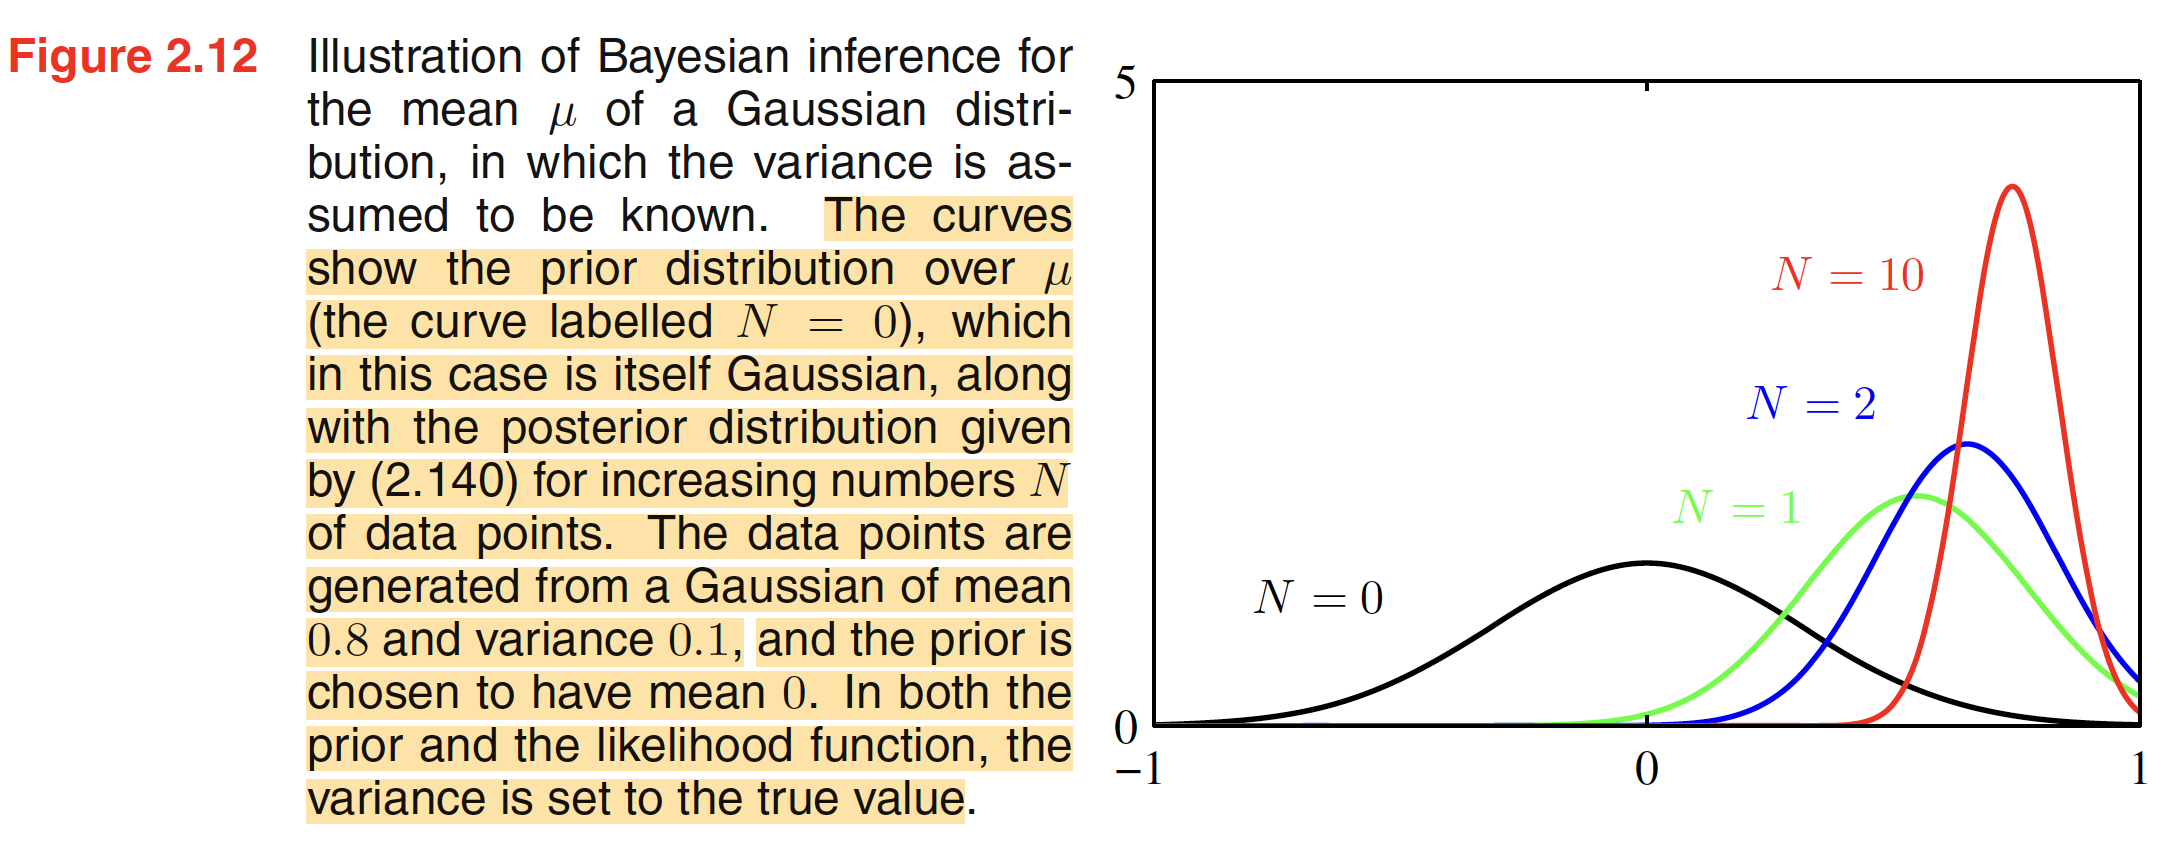 Figure 2.12 Illustration of Bayesian inference for
the mean μ of a Gaussian distri-
bution, in which the variance is as-
sumed to be known. The curves
show the prior distribution over μ
(the curve labelled N = 0), which
in this case is itself Gaussian, along
with the posterior distribution given
by (2.140) for increasing numbers N
of data points. The data points are
generated from a Gaussian of mean
0.8 and variance 0.1, and the prior is
chosen to have mean 0. In both the
prior and the likelihood function, the
variance is set to the true value.
5
N = 10
N = 2
N = 1
N = 0
0
−1 0 1